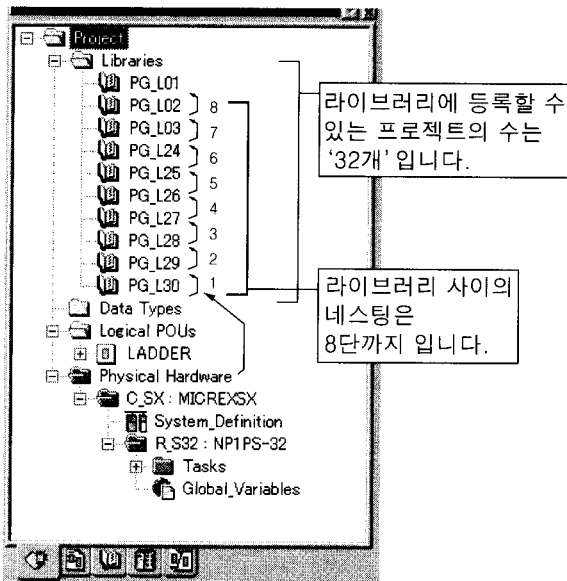 Project
Libraries
PG_L01
PG_L02
PG_L03
PG_L24
PG_L25
PG_L26
PG_L27
PG_L28
PG_L29
PG_L30
8
7
6
5
4
3
2
1
Data Types
Logical POUs
LADDER
Physical Hardware
C_SX : MICREXSX
System_Definition
R_S32 : NP1PS-32
Tasks
Global_Variables
라이브러리에 등록할 수
있는 프로젝트의 수는
‘32개’ 입니다.
라이브러리 사이의
네스팅은
8단까지 입니다.